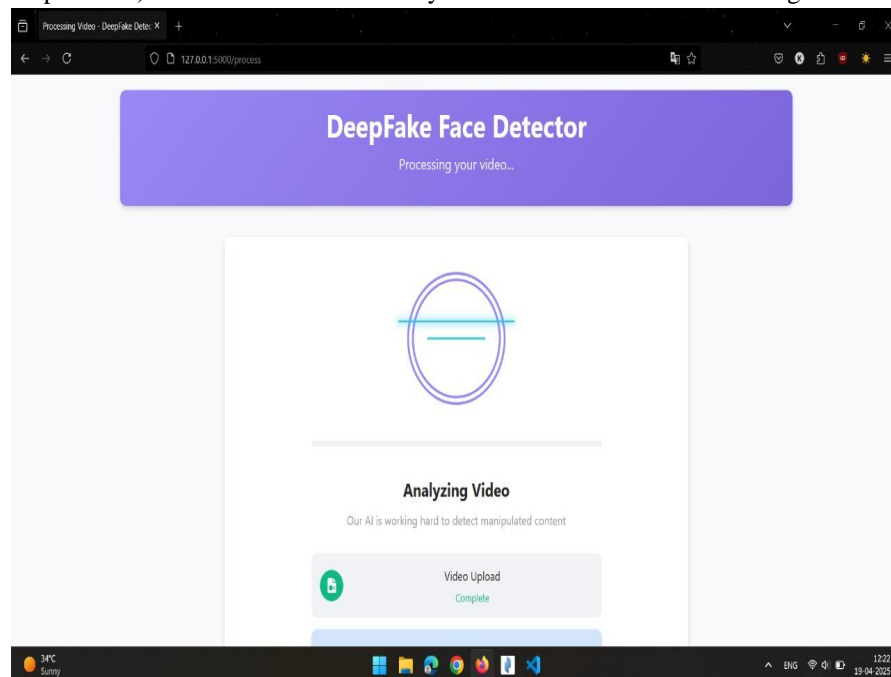 Processing Video - DeepFake Detec
127.0.0.1:5000/process
DeepFake Face Detector
Processing your video...
Analyzing Video
Our AI is working hard to detect manipulated content
Video Upload
Complete
34°C
Sunny
ENG
12:22
19-04-2025